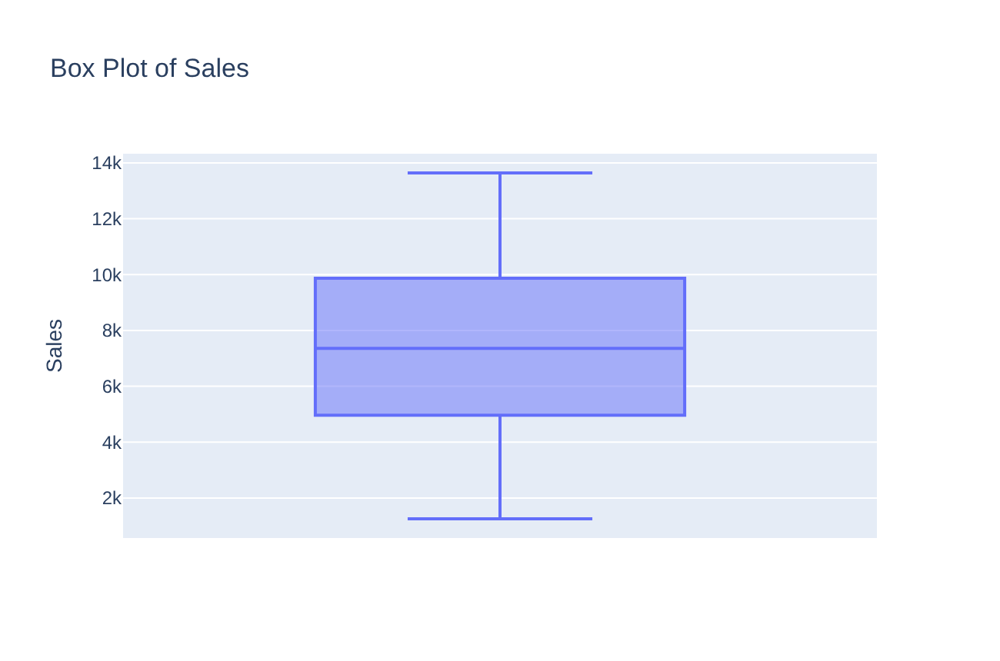 Box Plot of Sales
14k
12k
10k
8k
6k
4k
2k
Sales